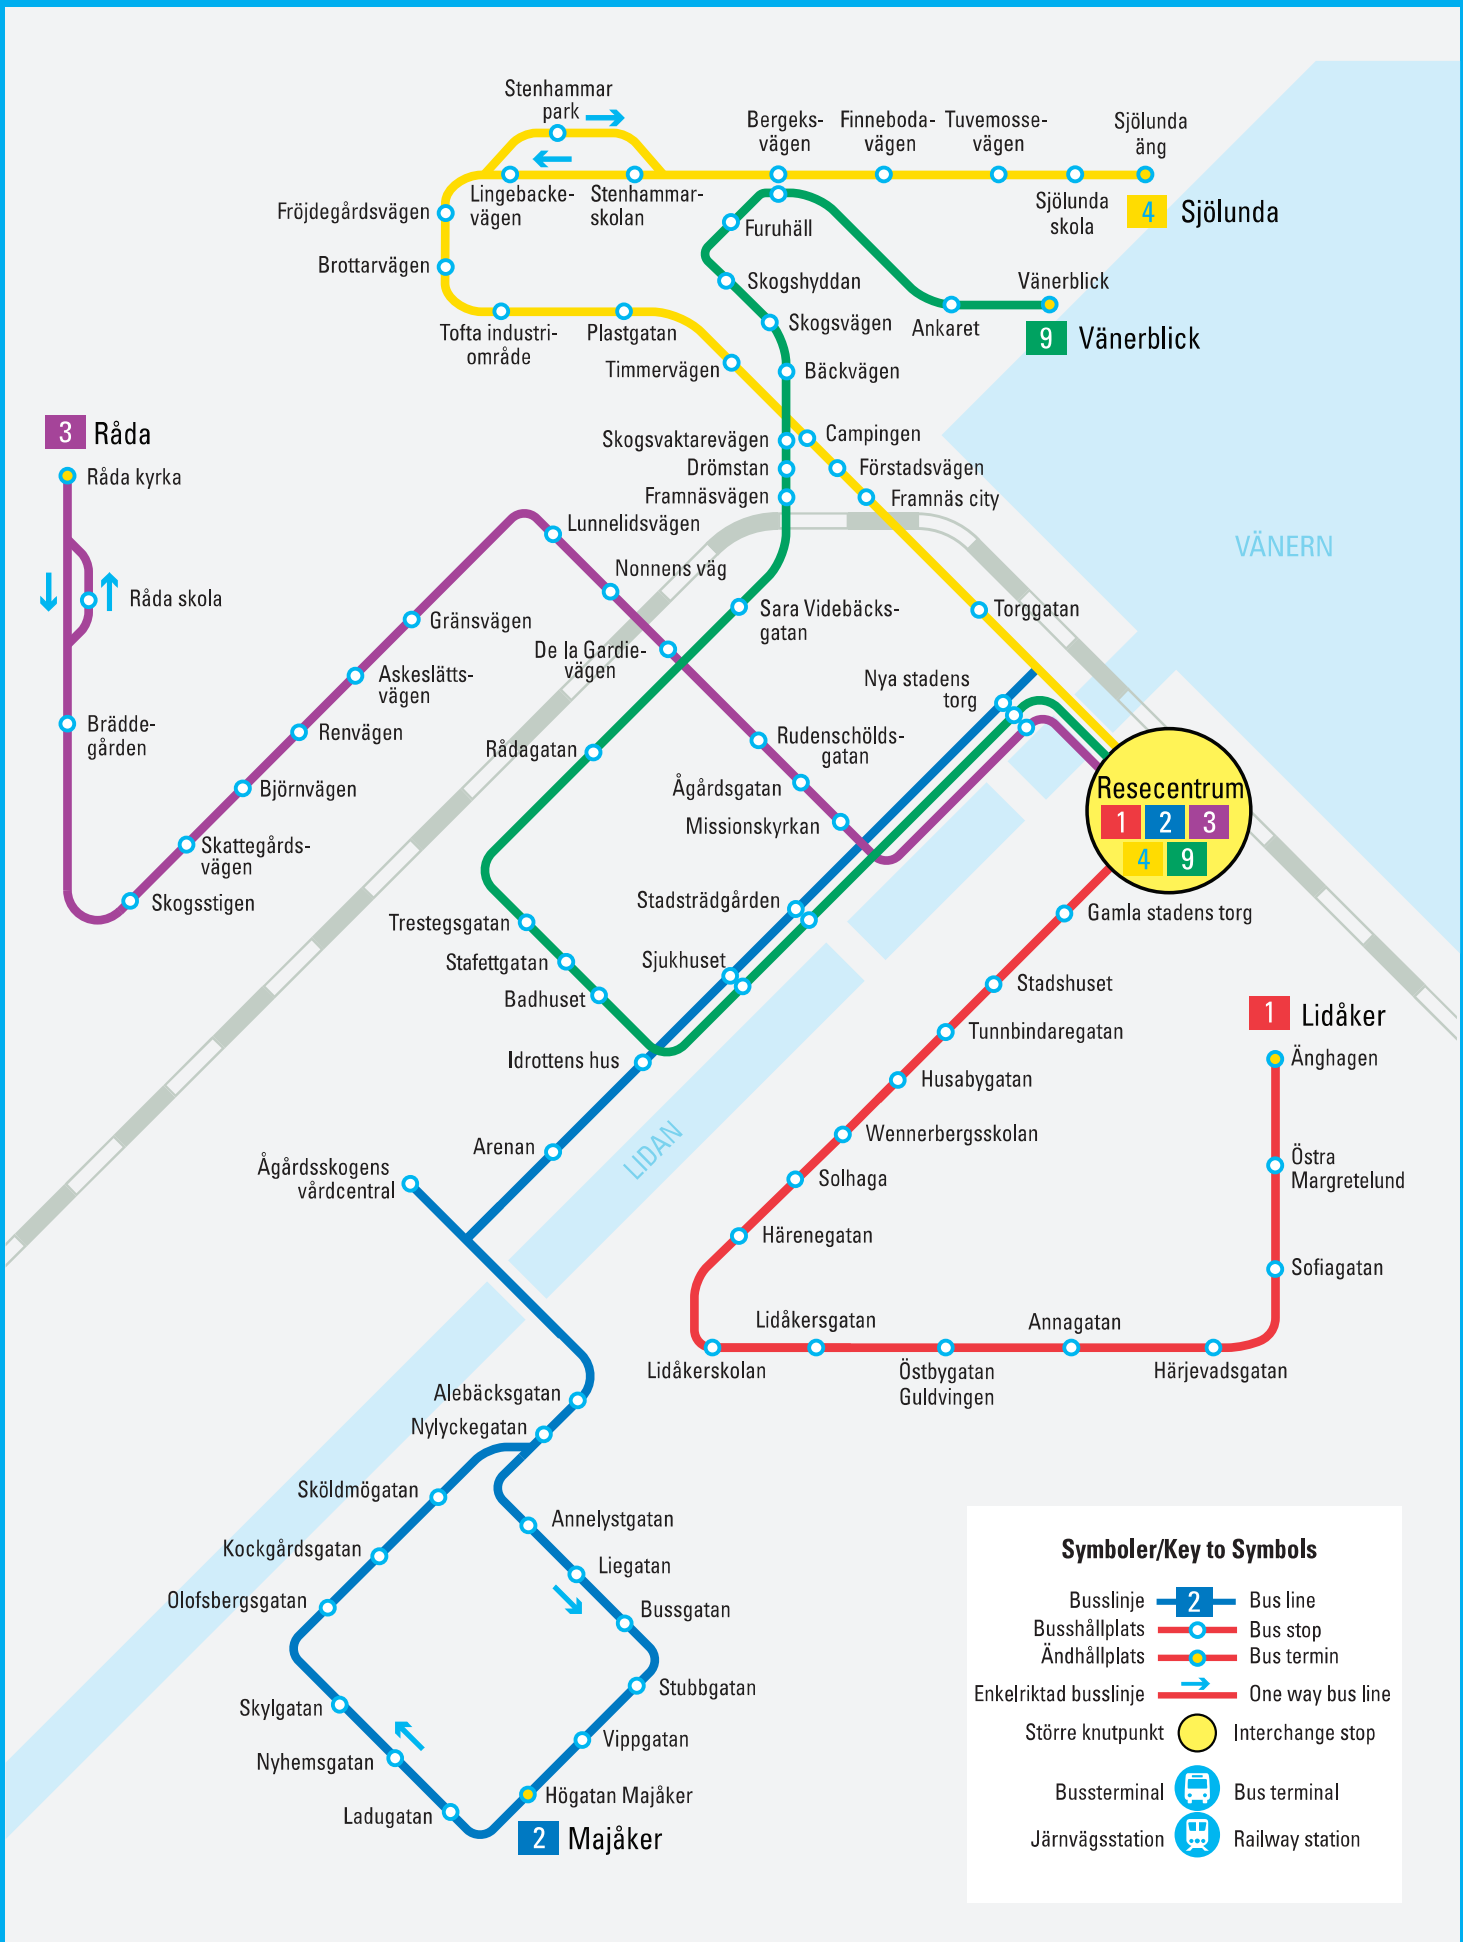 Stenhammar
park
Bergeks-
vägen
Finneboda-
vägen
Tuvemosse-
vägen
Sjölunda
äng
Lingebacke-
vägen
Stenhammar-
skolan
Sjölunda
skola
4 Sjölunda
Fröjdegårdsvägen
Furuhäll
Brottarvägen
Skogshyddan
Vänerblick
Tofta industri-
område
Plastgatan
Skogsvägen
Ankaret
9 Vänerblick
Timmervägen
Bäckvägen
3 Råda
Råda kyrka
Skogsvaktarevägen
Campingen
Drömstan
Förstadsvägen
Framnäsvägen
Framnäs city
Lunnelidsvägen
VÄNERN
Nonnens väg
Råda skola
Gränsvägen
Sara Videbäcks-
gatan
Torggatan
De la Gardie-
vägen
Askeslätts-
vägen
Nya stadens
torg
Brädde-
gården
Renvägen
Rådagatan
Rudenschölds-
gatan
Björnvägen
Ågårdsgatan
Resecentrum
1 2 3
4 9
Missionskyrkan
Skattegårds-
vägen
Skogsstigen
Stadsträdgården
Gamla stadens torg
Trestegsgatan
Stafettgatan
Sjukhuset
Stadshuset
Badhuset
1 Lidåker
Tunnbindaregatan
Idrottens hus
Änghagen
Husabygatan
Arenan
LIDAN
Wennerbergsskolan
Ågårdsskogens
vårdcentral
Solhaga
Östra
Margretelund
Härenegatan
Sofiagatan
Lidåkersgatan
Annagatan
Lidåkerskolan
Östbygatan
Guldvingen
Härjevadsgatan
Alebäcksgatan
Nylyckegatan
Sköldmögatan
Annelystgatan
Kockgårdsgatan
Liegatan
Olofsbergsgatan
Bussgatan
Skylgatan
Stubbgatan
Nyhemsgatan
Vippgatan
Ladugatan
Högatan Majåker
2 Majåker
Symboler/Key to Symbols
Busslinje 2 Bus line
Busshållplats Bus stop
Ändhållplats Bus termin
Enkelriktad busslinje One way bus line
Större knutpunkt Interchange stop
Bussterminal Bus terminal
Järnvägsstation Railway station